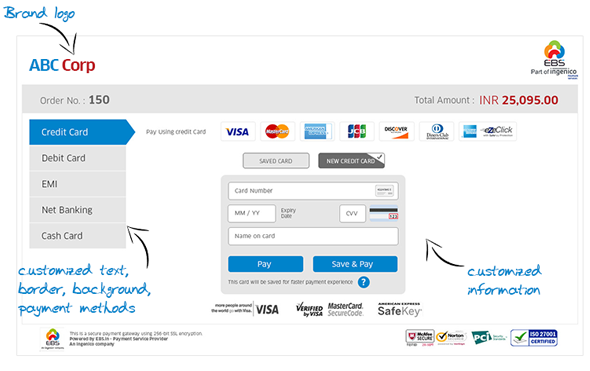 Brand logo
ABC Corp
EBS
Part of ingenico
Order No. : 150
Total Amount : INR 25,095.00
Credit Card
Pay Using credit Card
VISA
MasterCard
AMERICAN EXPRESS
JCB
DISCOVER
Diners Club
ezeClick
Debit Card
EMI
Net Banking
Cash Card
SAVED CARD
NEW CREDIT CARD
Card Number
MM / YY
Expiry
Date
CVV
Name on card
Pay
Save & Pay
This card will be saved for faster payment experience ?
customized text,
border, background,
payment methods
customized
information
more people around
the world go with Visa.
VISA
VERIFIED
by VISA
MasterCard.
SecureCode.
AMERICAN EXPRESS
SafeKey
EBS
This is a secure payment gateway using 256-bit SSL encryption.
Powered by EBS.in - Payment Service Provider
An Ingenico company
McAfee
SECURE
Norton
SECURED
PCI
ISO 27001
CERTIFIED